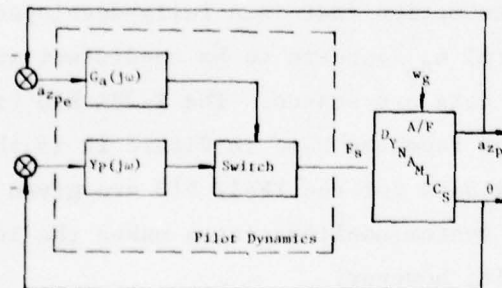 a_zpe
G_a(jω)
w_g
Y_p(jω)
Switch
F_s
A/F
DYNAMICS
a_zp
θ
Pilot Dynamics